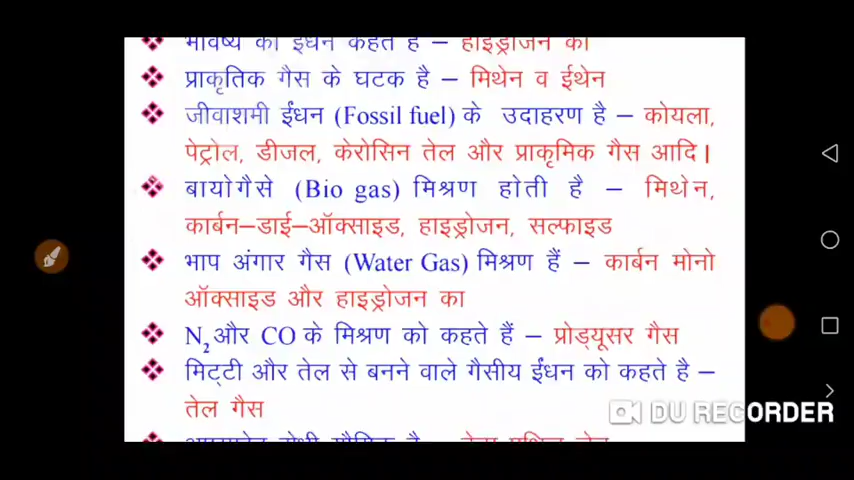 भविष्य का ईंधन कहते है – हाइड्रोजन को
प्राकृतिक गैस के घटक है – मिथेन व ईथेन
जीवाशमी ईंधन (Fossil fuel) के उदाहरण है – कोयला,
पेट्रोल, डीजल, केरोसिन तेल और प्राकृमिक गैस आदि।
बायोगैसे (Bio gas) मिश्रण होती है – मिथेन,
कार्बन–डाई–ऑक्साइड, हाइड्रोजन, सल्फाइड
भाप अंगार गैस (Water Gas) मिश्रण हैं – कार्बन मोनो
ऑक्साइड और हाइड्रोजन का
N2 और CO के मिश्रण को कहते हैं – प्रोड्यूसर गैस
मिट्टी और तेल से बनने वाले गैसीय ईंधन को कहते है –
तेल गैस
DU RECORDER